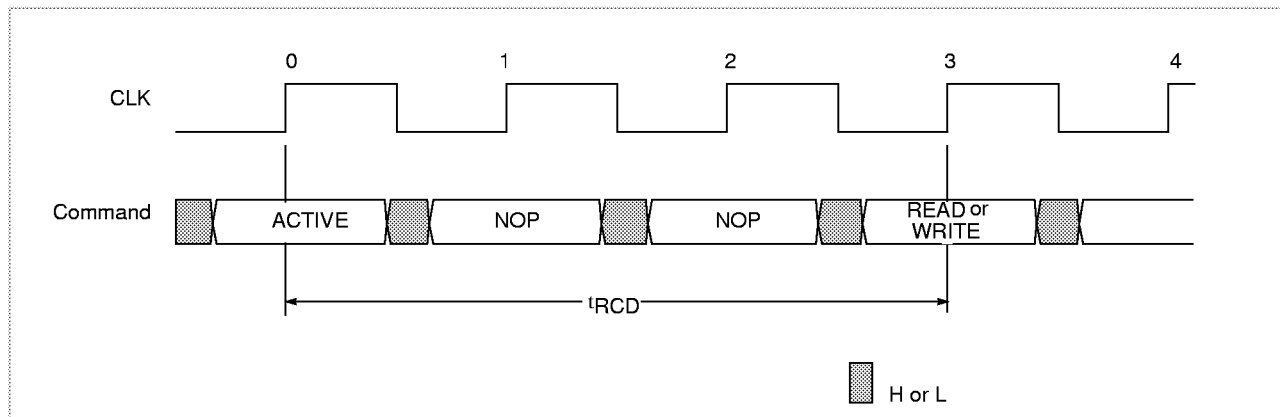 0 1 2 3 4
CLK
Command
ACTIVE NOP NOP READ or
WRITE
tRCD
H or L